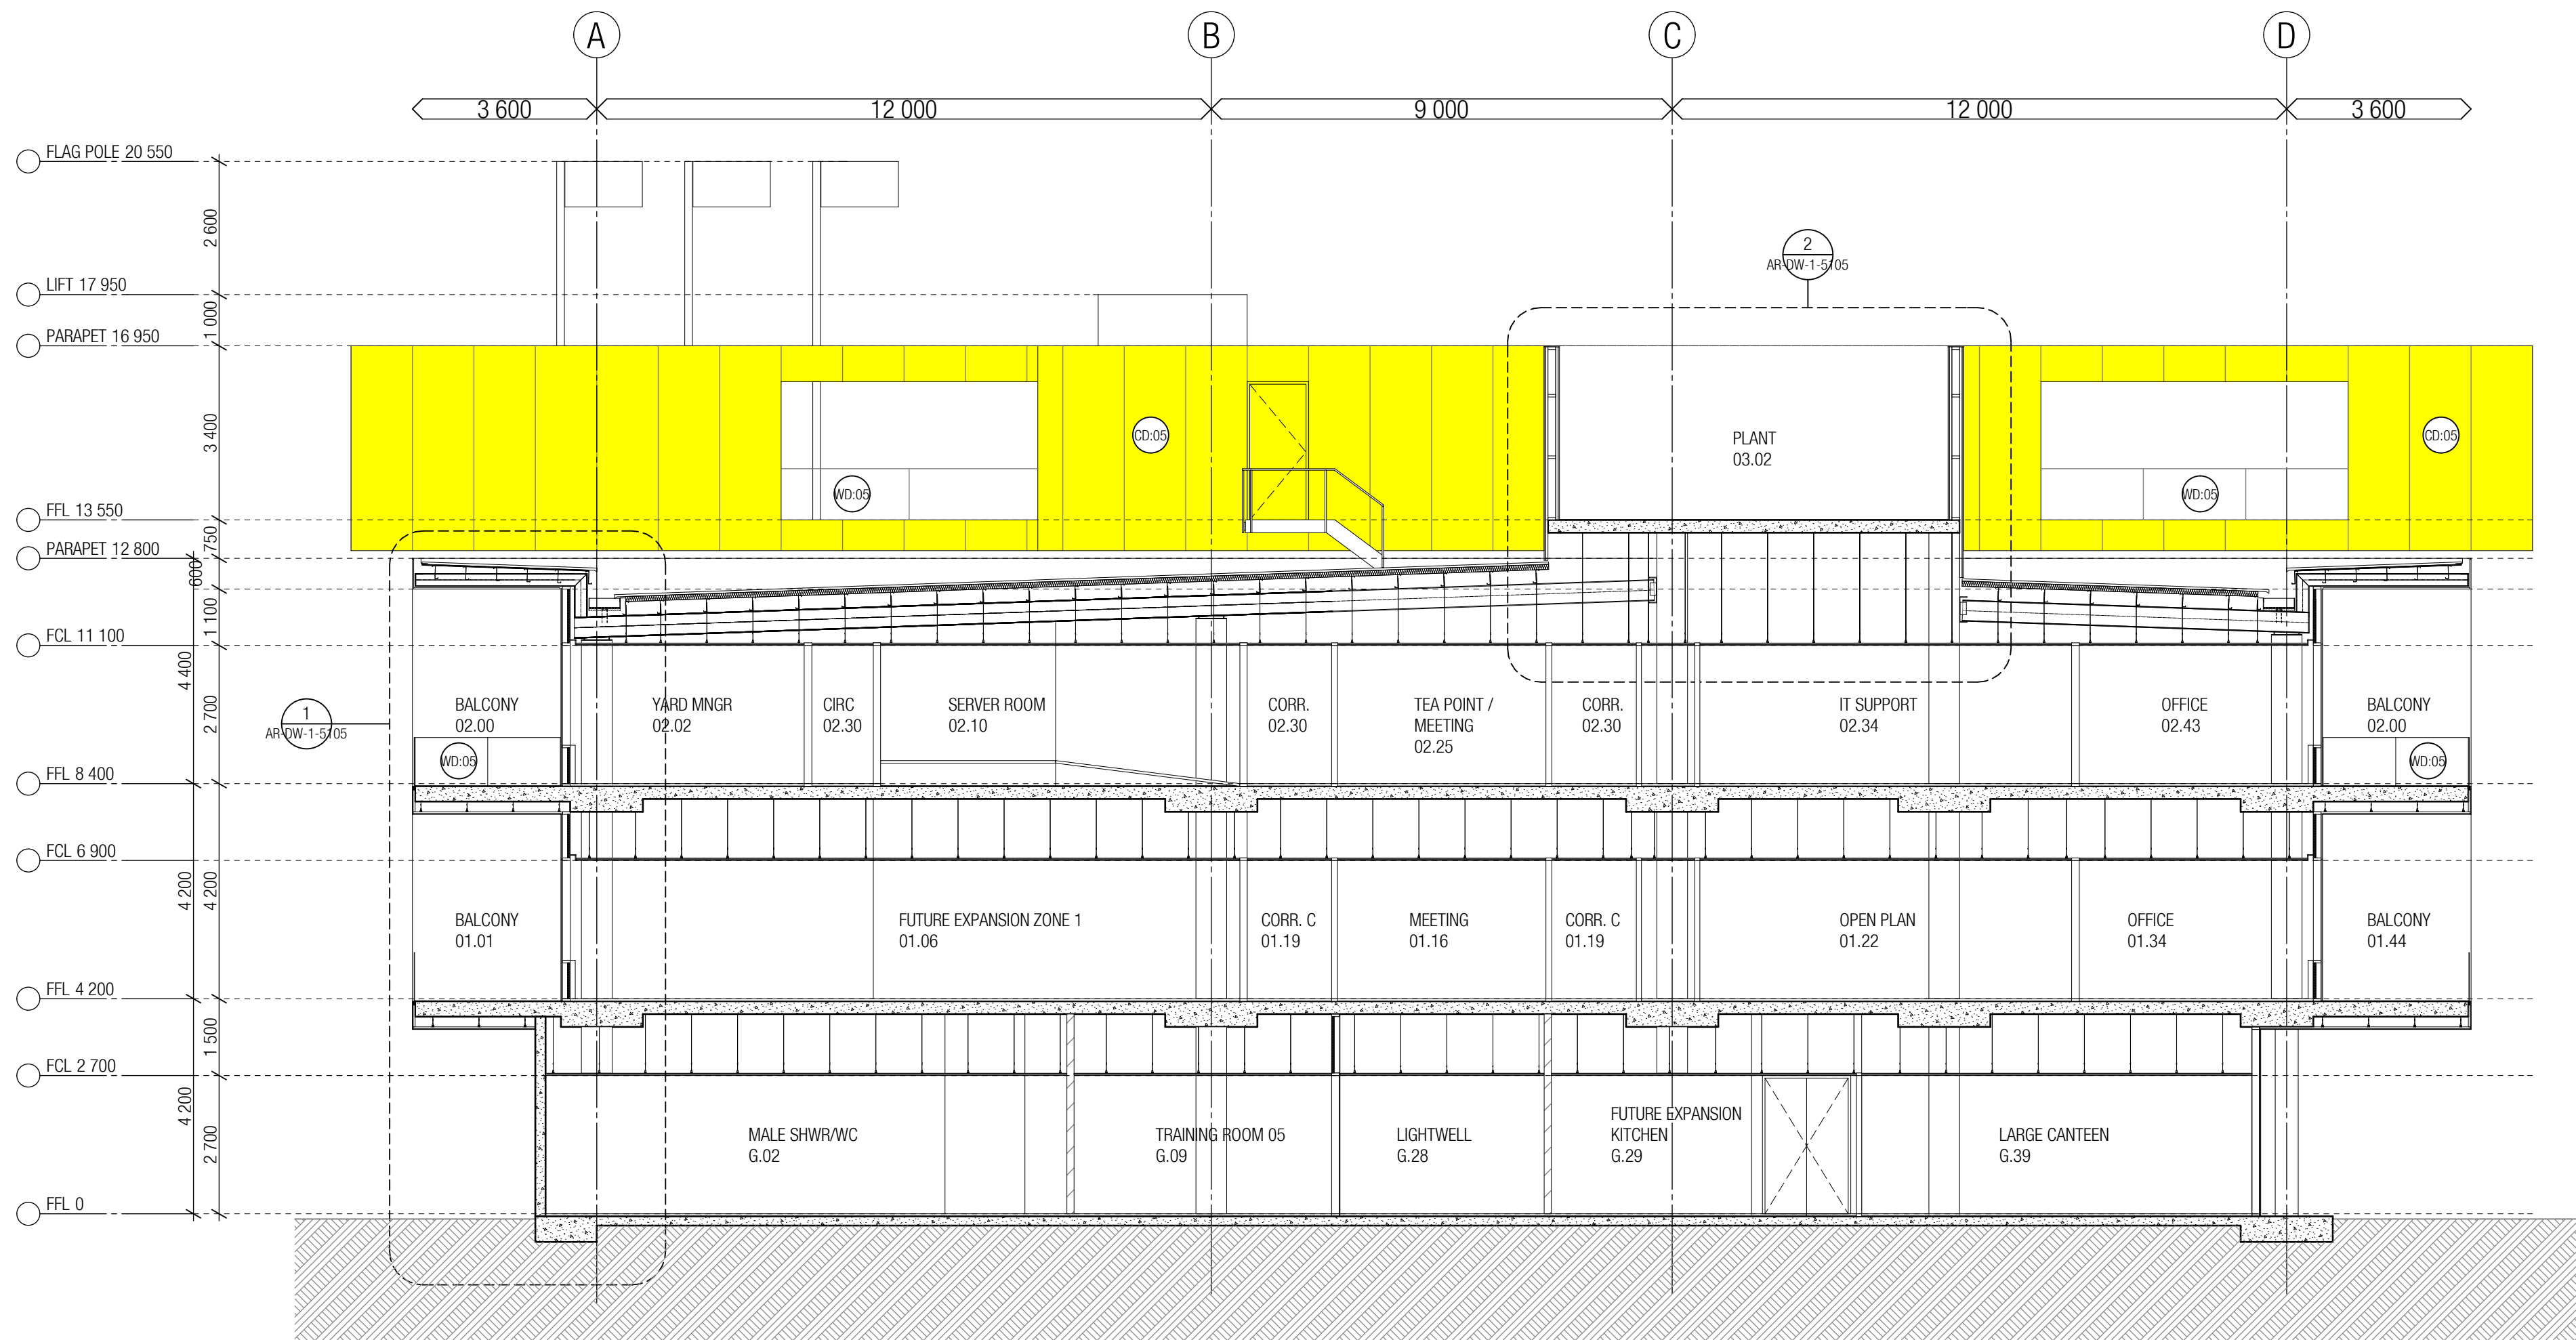 A
B
C
D
3 600
12 000
9 000
12 000
3 600
FLAG POLE 20 550
2 600
LIFT 17 950
1 000
PARAPET 16 950
3 400
FFL 13 550
750
PARAPET 12 800
600
1 100
FCL 11 100
4 400
2 700
FFL 8 400
FCL 6 900
4 200
4 200
FFL 4 200
1 500
FCL 2 700
4 200
2 700
FFL 0
2
AR-DW-1-5105
1
AR-DW-1-5105
CD:05
WD:05
PLANT
03.02
WD:05
CD:05
BALCONY
02.00
WD:05
YARD MNGR
02.02
CIRC
02.30
SERVER ROOM
02.10
CORR.
02.30
TEA POINT /
MEETING
02.25
CORR.
02.30
IT SUPPORT
02.34
OFFICE
02.43
BALCONY
02.00
WD:05
BALCONY
01.01
FUTURE EXPANSION ZONE 1
01.06
CORR. C
01.19
MEETING
01.16
CORR. C
01.19
OPEN PLAN
01.22
OFFICE
01.34
BALCONY
01.44
MALE SHWR/WC
G.02
TRAINING ROOM 05
G.09
LIGHTWELL
G.28
FUTURE EXPANSION
KITCHEN
G.29
LARGE CANTEEN
G.39